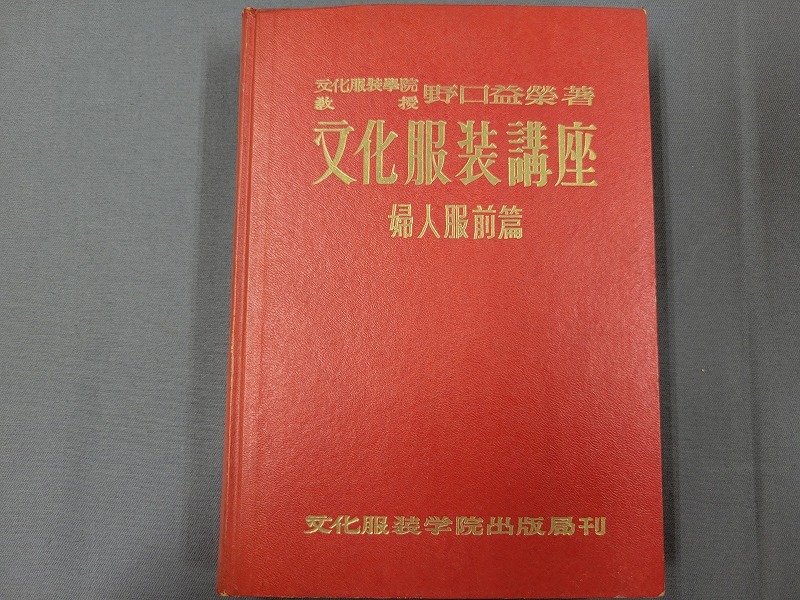 文化服裝學院
教授 野口益榮著
文化服装講座
婦人服前篇
文化服装学院出版局刊